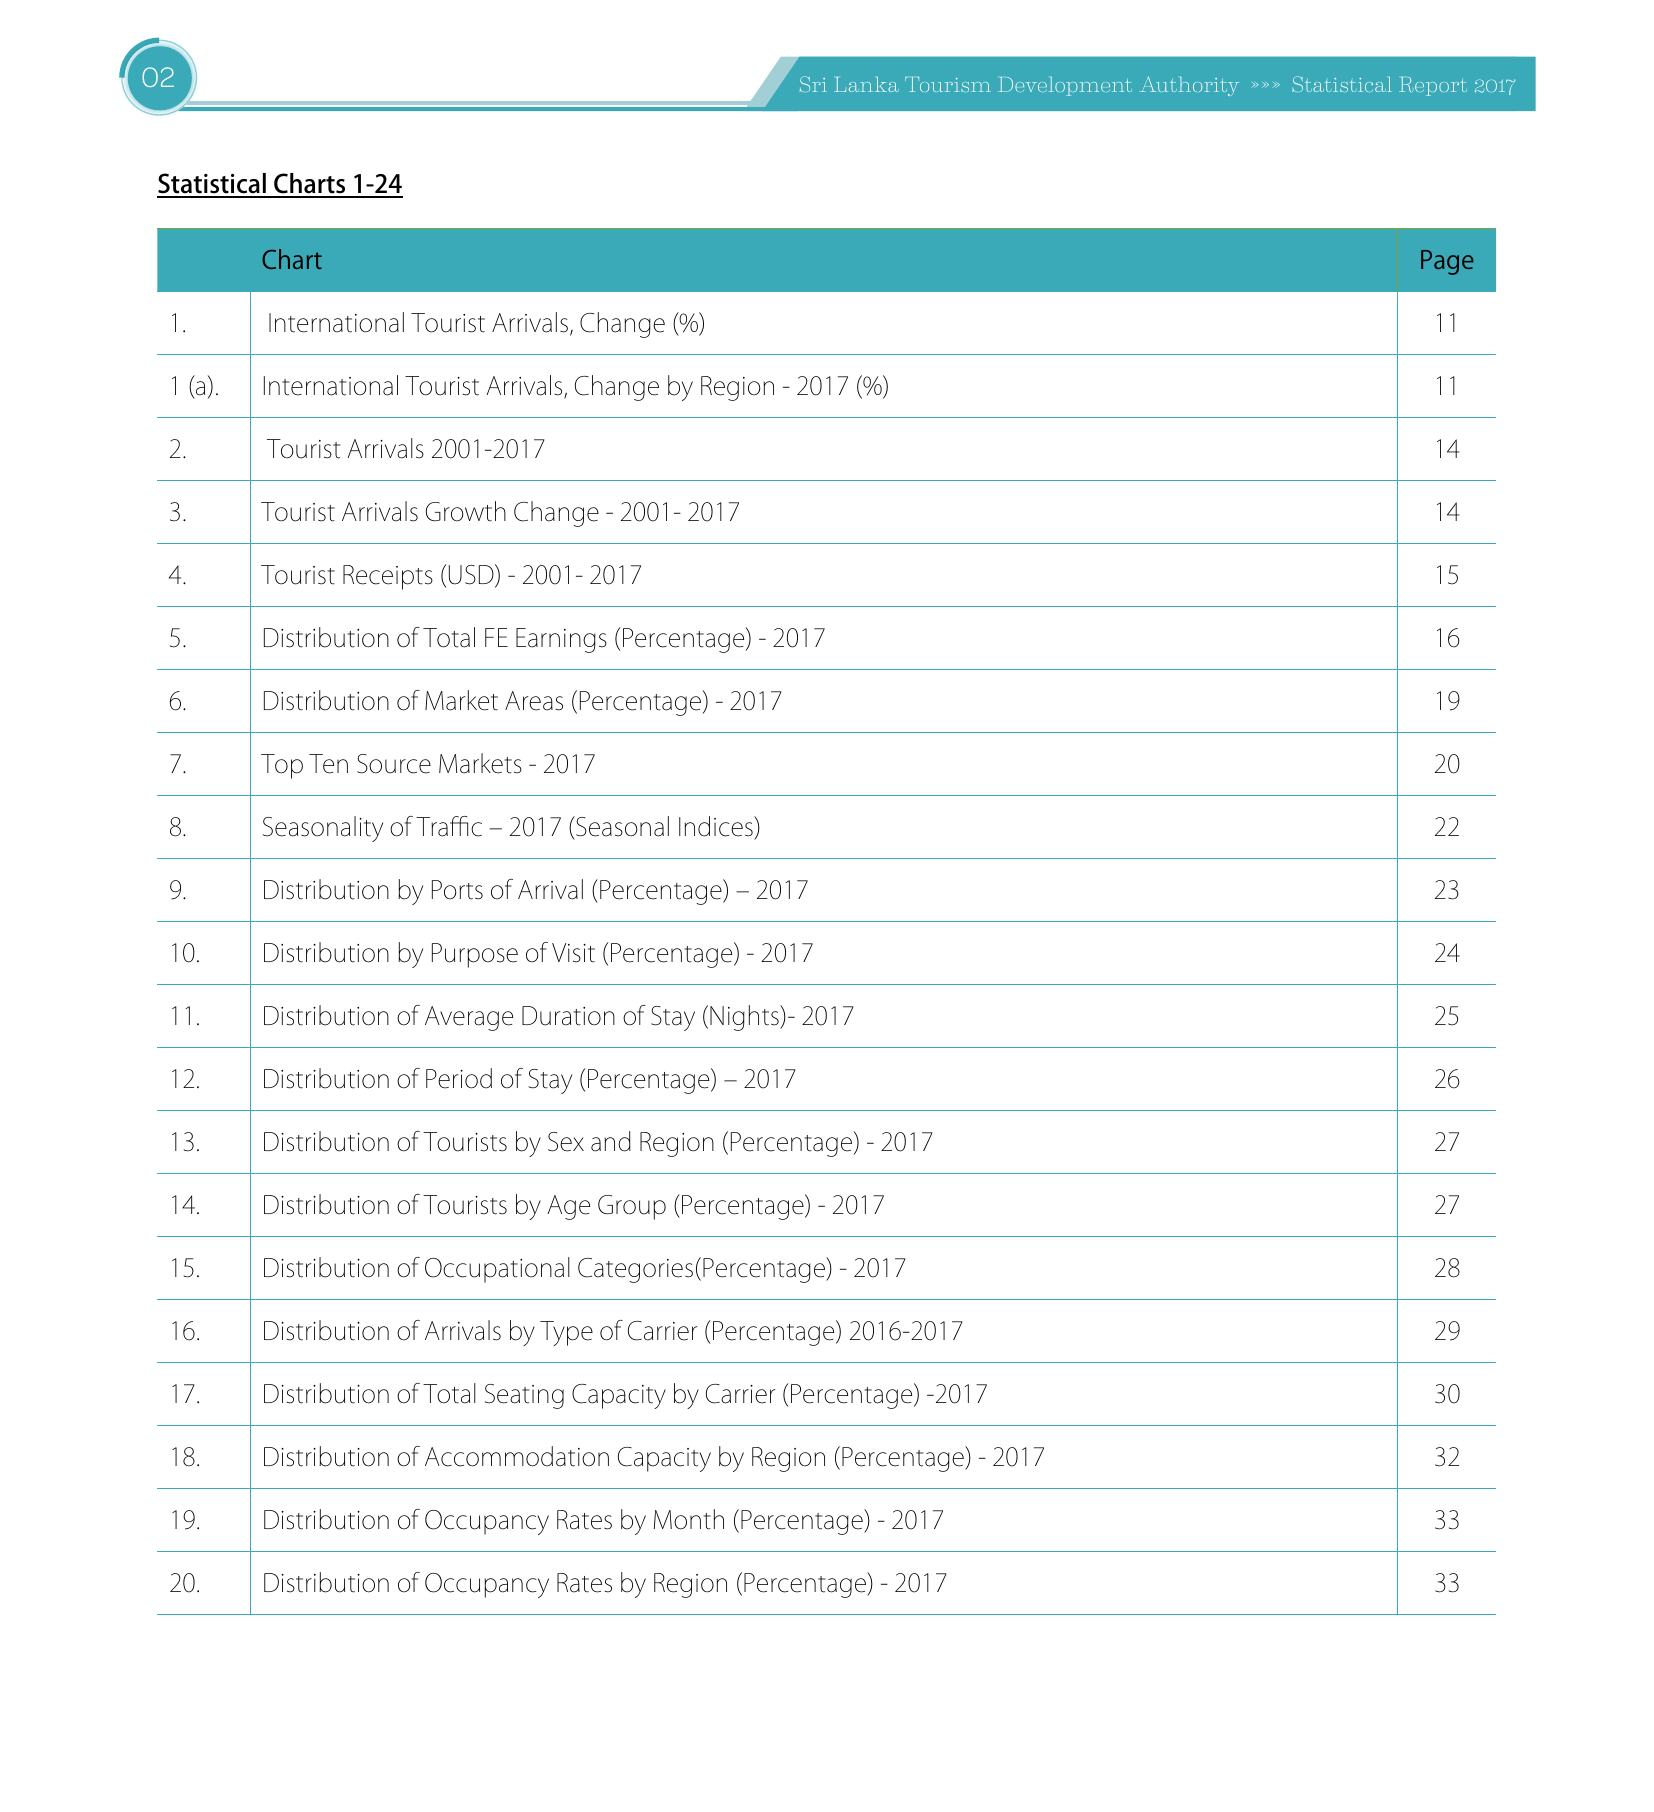 02
Sri Lanka Tourism Development Authority »»» Statistical Report 2017
Statistical Charts 1-24
Chart Page
1. International Tourist Arrivals, Change (%) 11
1 (a). International Tourist Arrivals, Change by Region - 2017 (%) 11
2. Tourist Arrivals 2001-2017 14
3. Tourist Arrivals Growth Change - 2001- 2017 14
4. Tourist Receipts (USD) - 2001- 2017 15
5. Distribution of Total FE Earnings (Percentage) - 2017 16
6. Distribution of Market Areas (Percentage) - 2017 19
7. Top Ten Source Markets - 2017 20
8. Seasonality of Traffic – 2017 (Seasonal Indices) 22
9. Distribution by Ports of Arrival (Percentage) – 2017 23
10. Distribution by Purpose of Visit (Percentage) - 2017 24
11. Distribution of Average Duration of Stay (Nights)- 2017 25
12. Distribution of Period of Stay (Percentage) – 2017 26
13. Distribution of Tourists by Sex and Region (Percentage) - 2017 27
14. Distribution of Tourists by Age Group (Percentage) - 2017 27
15. Distribution of Occupational Categories(Percentage) - 2017 28
16. Distribution of Arrivals by Type of Carrier (Percentage) 2016-2017 29
17. Distribution of Total Seating Capacity by Carrier (Percentage) -2017 30
18. Distribution of Accommodation Capacity by Region (Percentage) - 2017 32
19. Distribution of Occupancy Rates by Month (Percentage) - 2017 33
20. Distribution of Occupancy Rates by Region (Percentage) - 2017 33